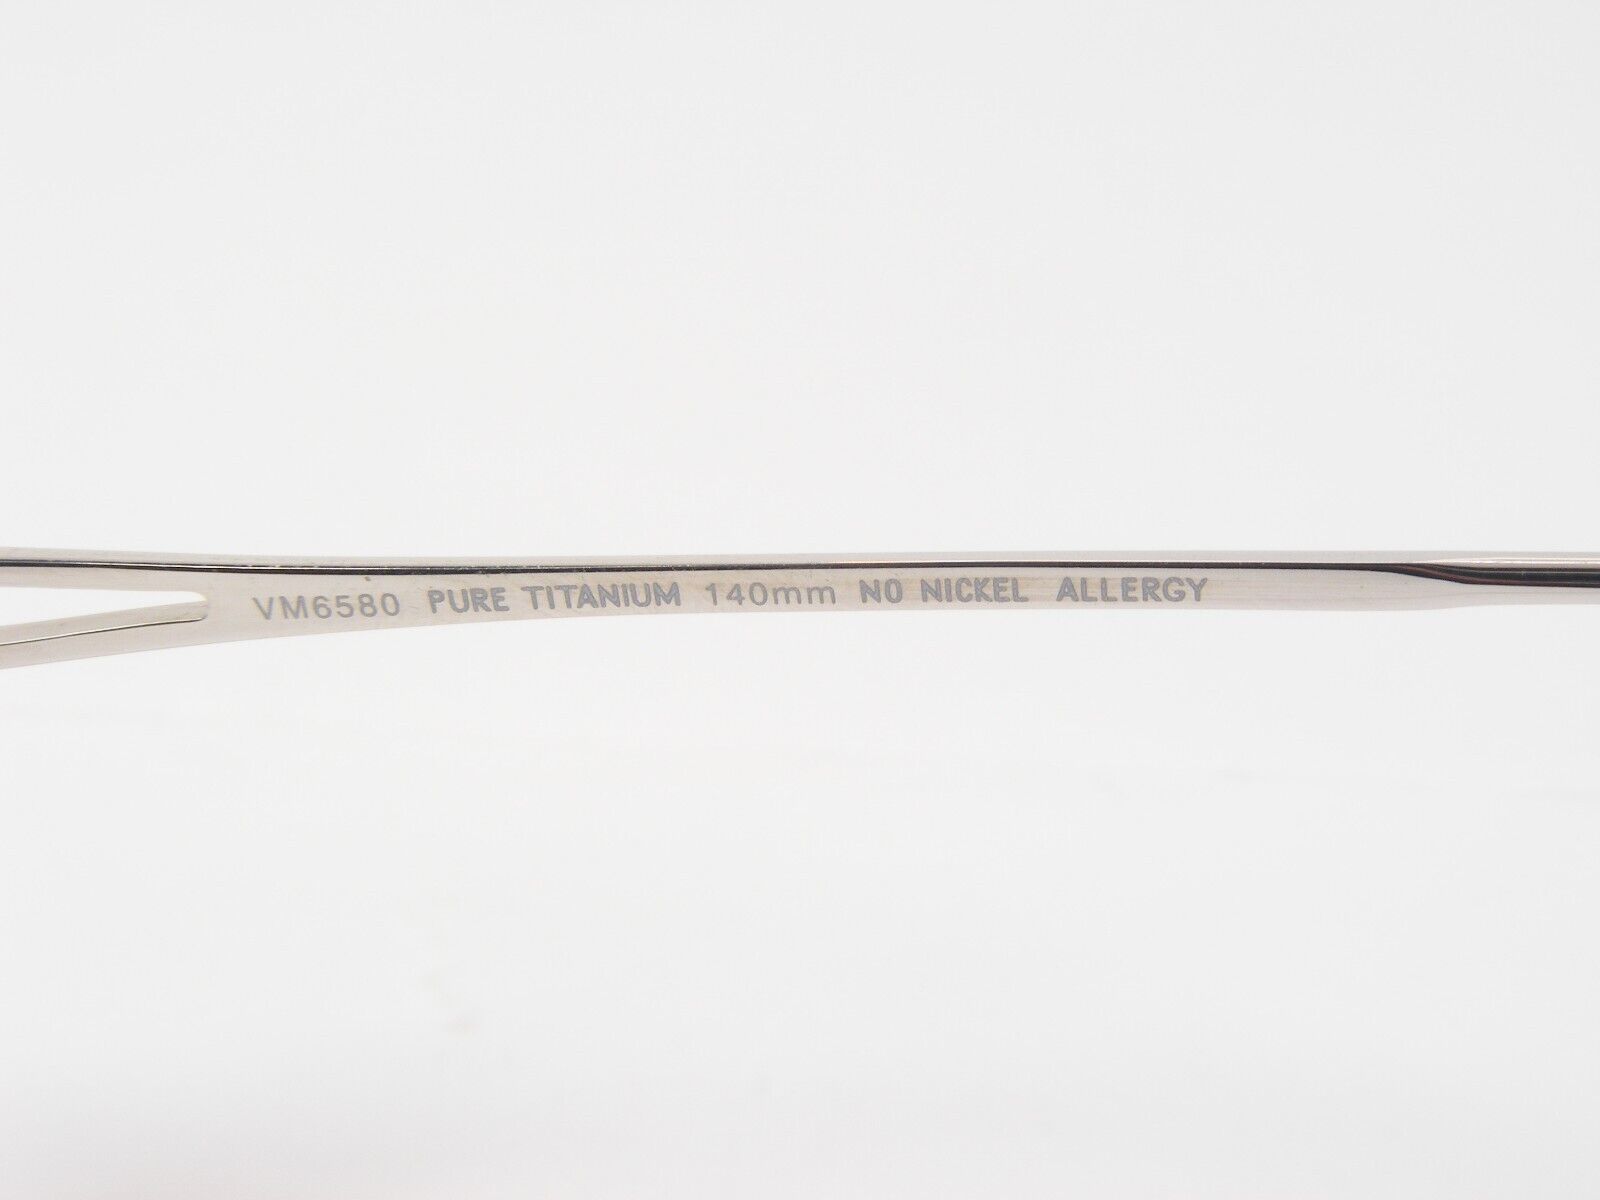 VM6580 PURE TITANIUM 140mm NO NICKEL ALLERGY